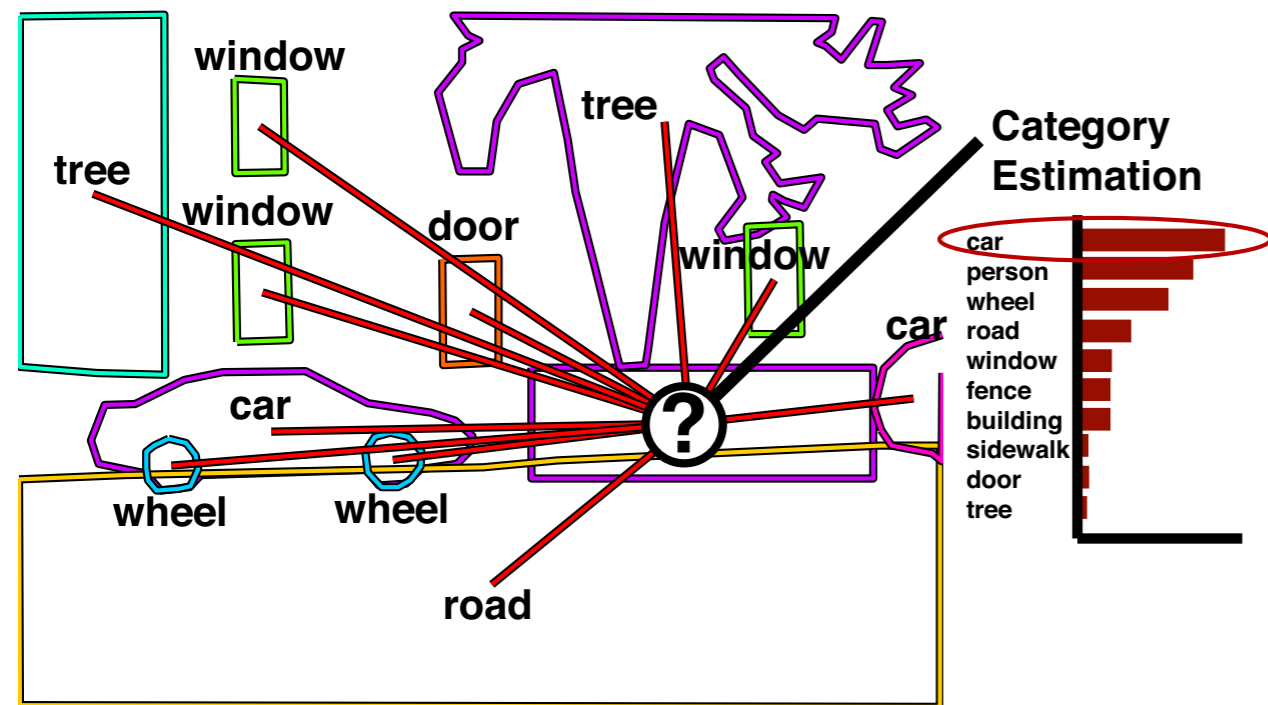 window
tree
tree
window
door
window
car
car
?
wheel
wheel
road
Category
Estimation
car
person
wheel
road
window
fence
building
sidewalk
door
tree